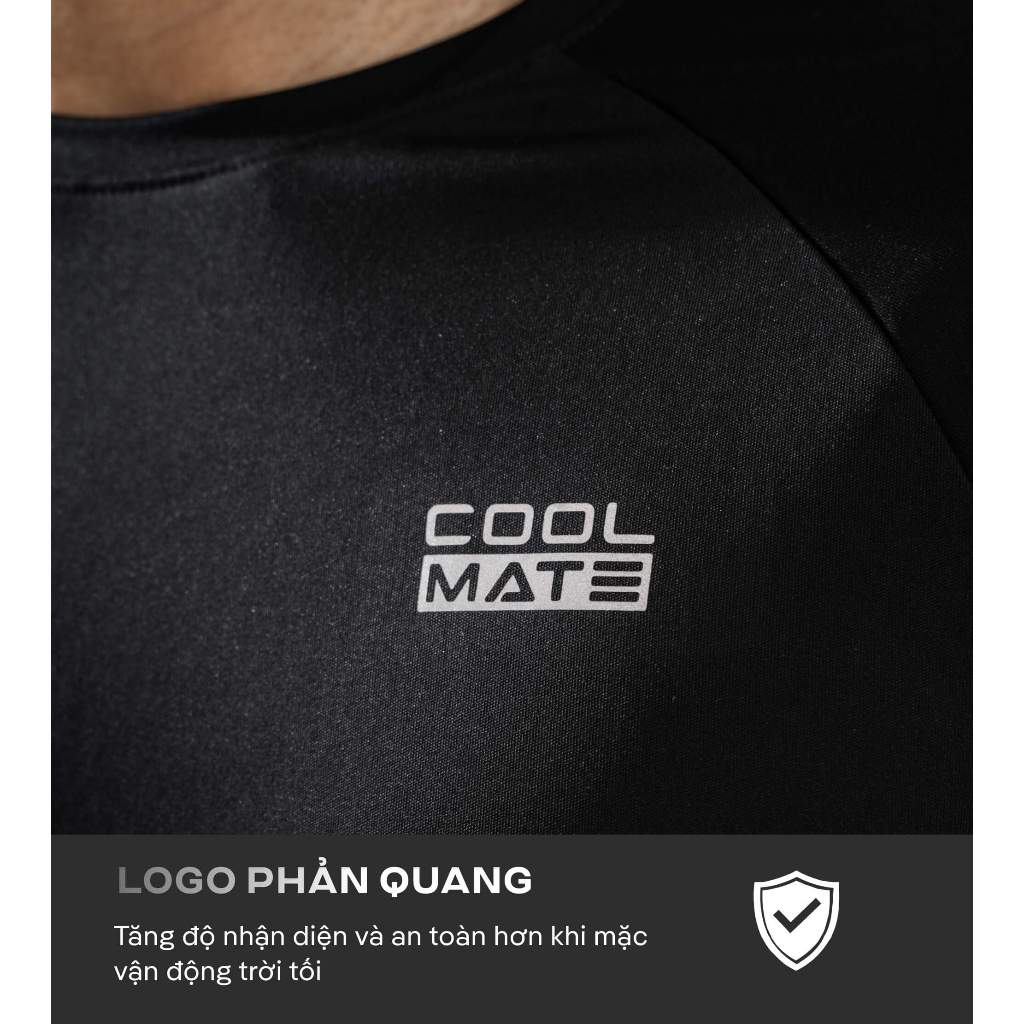 COOL
MATE
LOGO PHẢN QUANG
Tăng độ nhận diện và an toàn hơn khi mặc
vận động trời tối